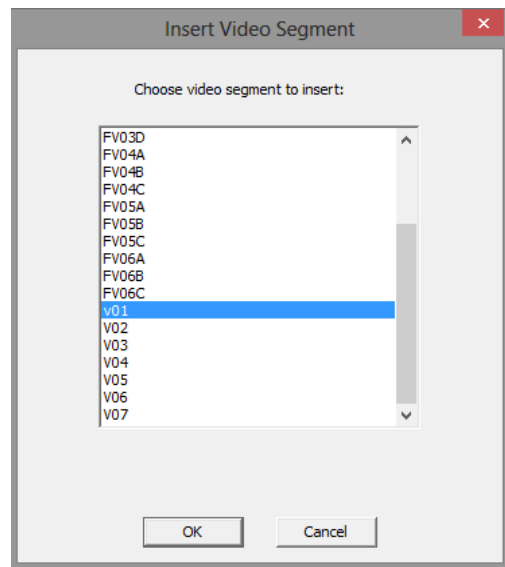 Insert Video Segment
Choose video segment to insert:
FV03D
FV04A
FV04B
FV04C
FV05A
FV05B
FV05C
FV06A
FV06B
FV06C
v01
V02
V03
V04
V05
V06
V07
OK Cancel